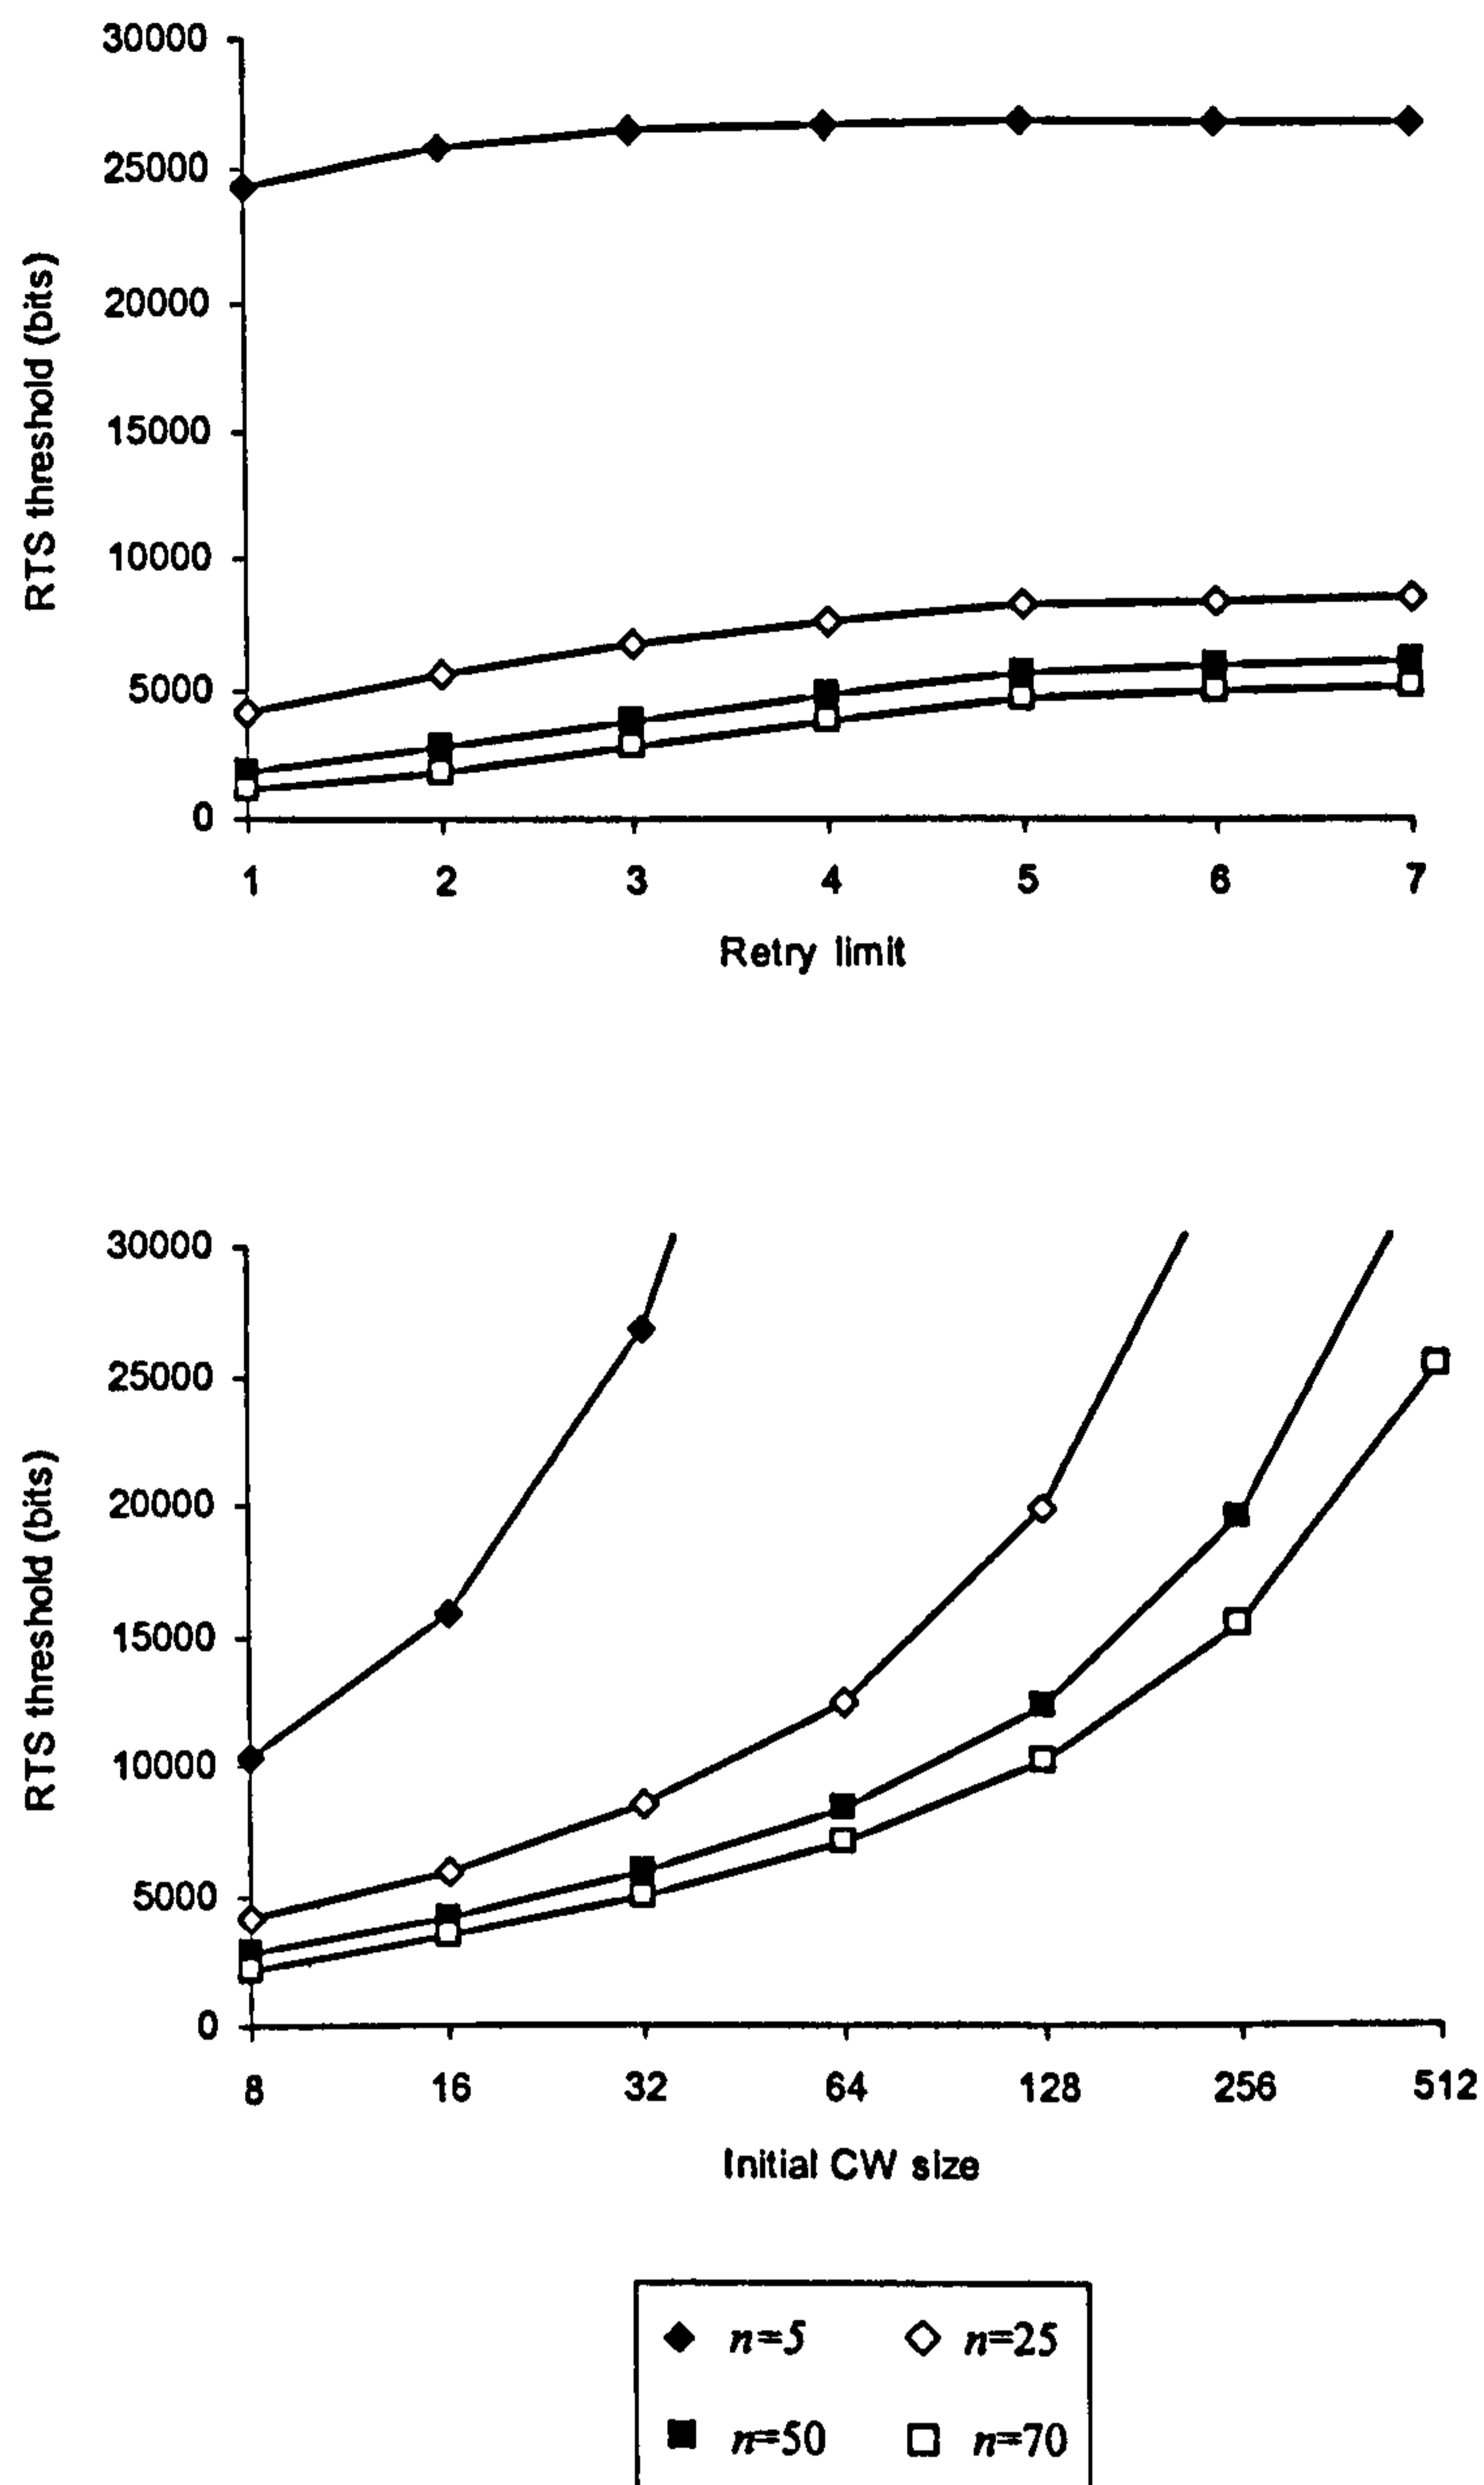 30000
25000
20000
15000
10000
5000
0
RTS threshold (bits)
1 2 3 4 5 6 7
Retry limit
30000
25000
20000
15000
10000
5000
0
RTS threshold (bits)
8 16 32 64 128 256 512
Initial CW size
n=5 n=25
n=50 n=70